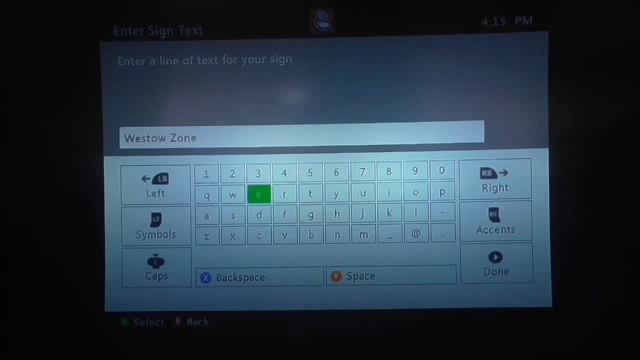 Enter Sign Text
4:15 PM
Enter a line of text for your sign
Westow Zone
LB
Left
1 2 3 4 5 6 7 8 9 0
RB
Right
q w e r t y u i o p
LT
Symbols
a s d f g h j k l -
RT
Accents
z x c v b n m _ @ .
Caps
X Backspace
Y Space
Done
A Select B Back